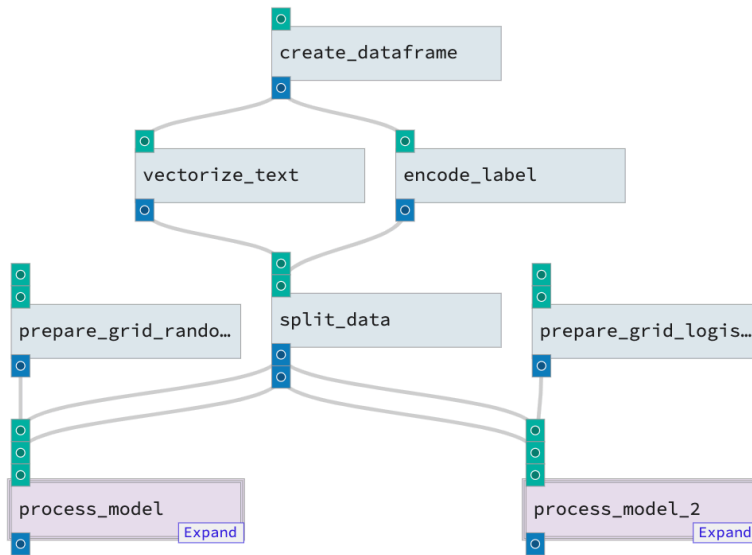 create_dataframe
vectorize_text
encode_label
split_data
prepare_grid_rando…
prepare_grid_logis…
process_model
Expand
process_model_2
Expand